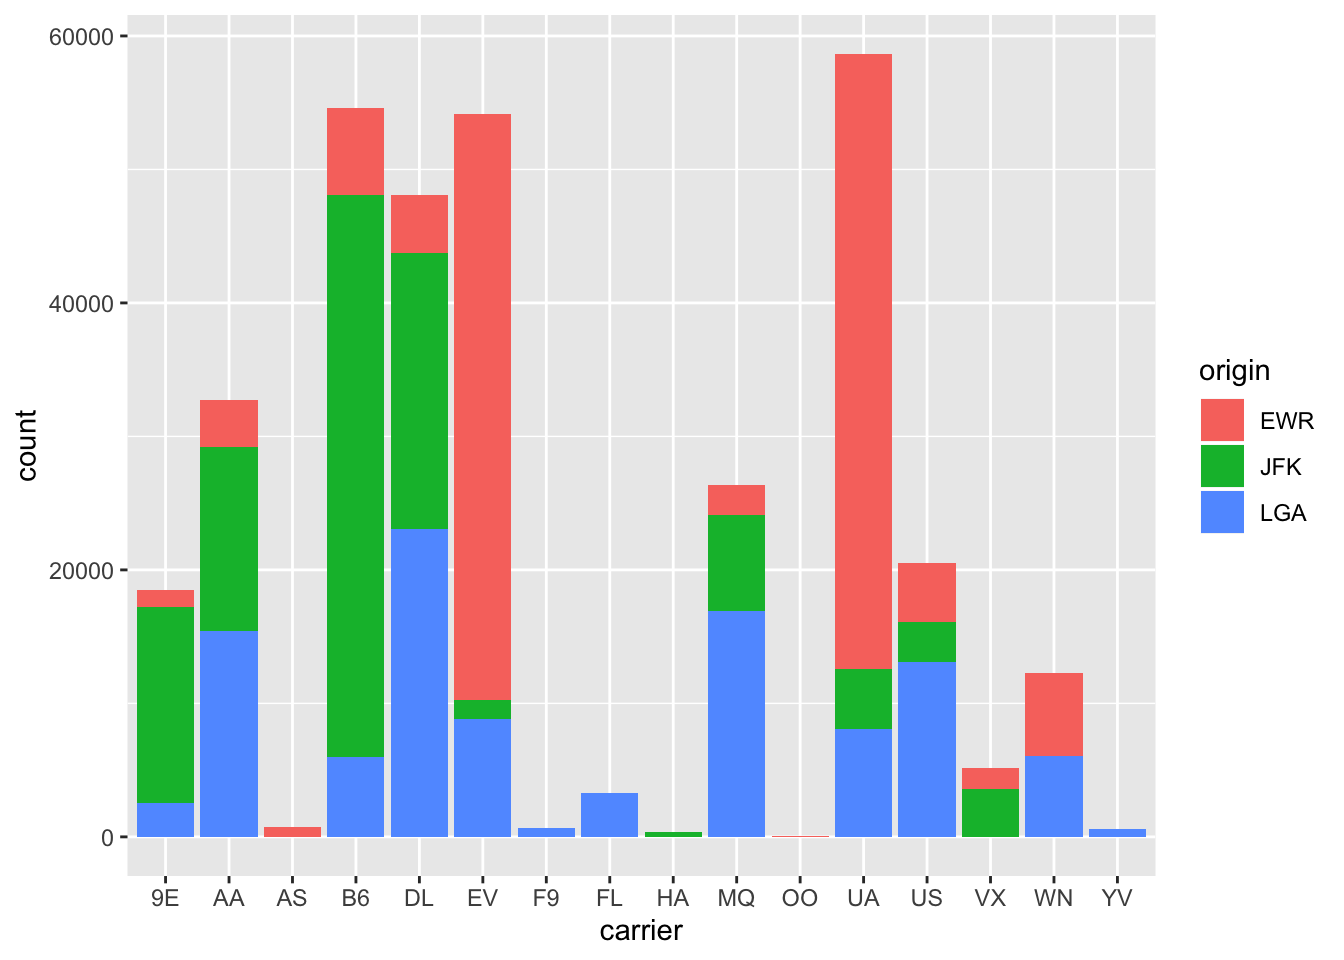 60000
40000
20000
0
count
9E AA AS B6 DL EV F9 FL HA MQ OO UA US VX WN YV
carrier
origin
EWR
JFK
LGA